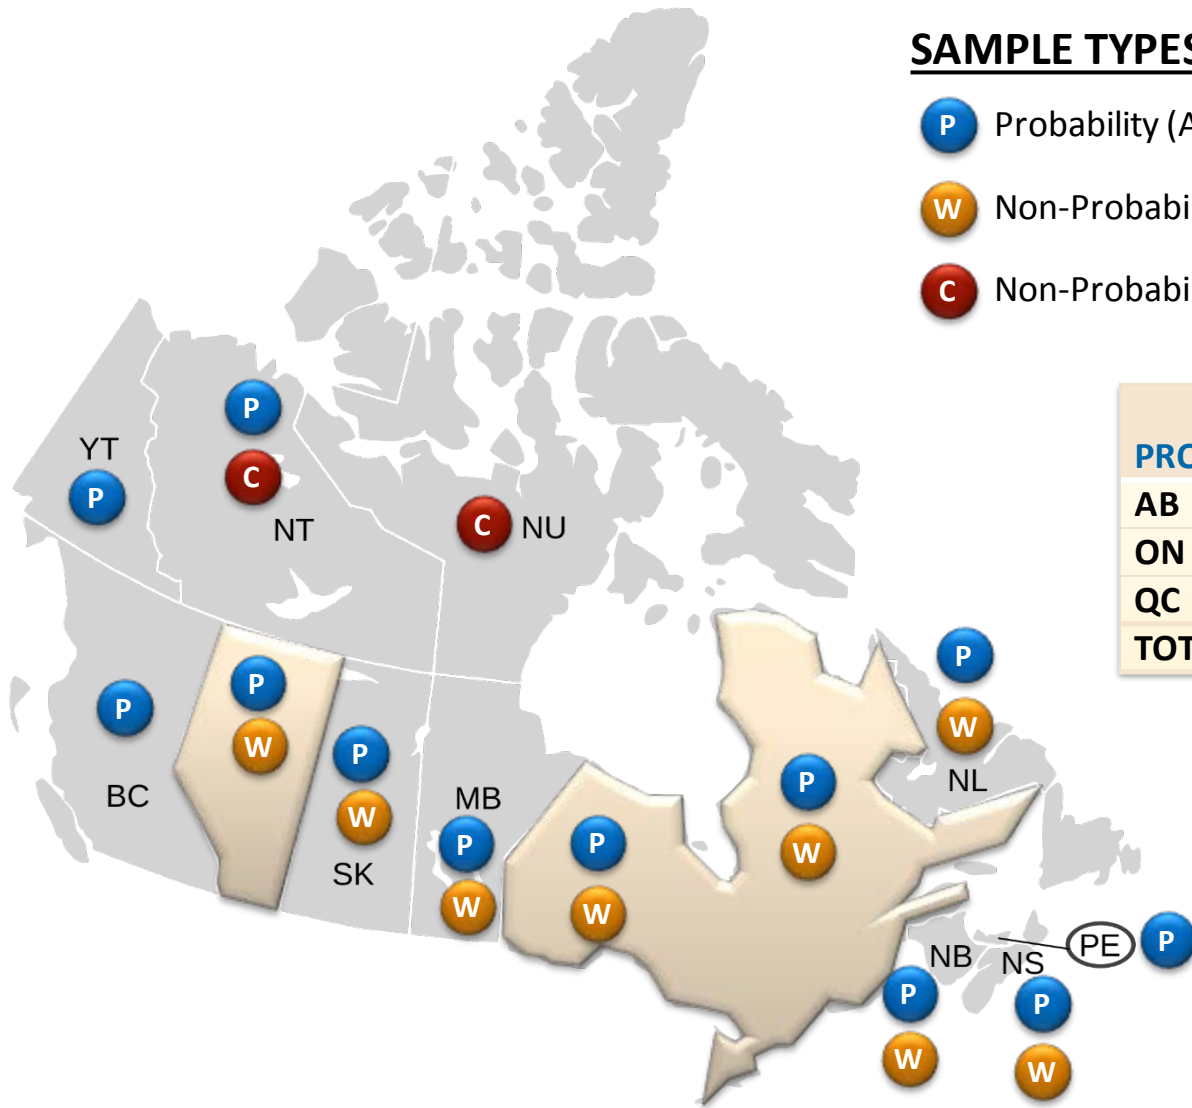 SAMPLE TYPES
P Probability (A
W Non-Probabi
C Non-Probabi
P
YT
C
P
C NU
NT
PRO
AB
ON
QC
TOT
P
P
P
W
P
W
NL
P
W
P
BC
MB
W
P
P
W
SK
W
W
PE P
NB
NS
P
P
W
W